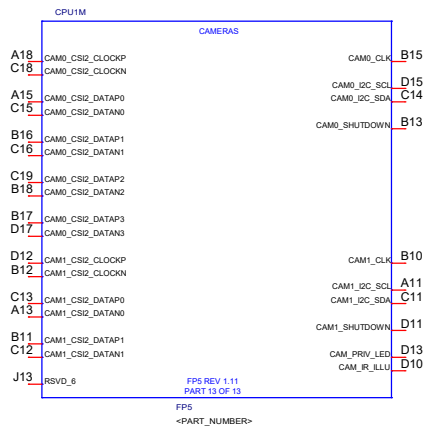 CPU1M
CAMERAS
A18 CAM0_CSI2_CLOCKP CAM0_CLK B15
C18 CAM0_CSI2_CLOCKN
CAM0_I2C_SCL D15
A15 CAM0_CSI2_DATAP0 CAM0_I2C_SDA C14
C15 CAM0_CSI2_DATAN0
CAM0_SHUTDOWN B13
B16 CAM0_CSI2_DATAP1
C16 CAM0_CSI2_DATAN1
C19 CAM0_CSI2_DATAP2
B18 CAM0_CSI2_DATAN2
B17 CAM0_CSI2_DATAP3
D17 CAM0_CSI2_DATAN3
D12 CAM1_CSI2_CLOCKP CAM1_CLK B10
B12 CAM1_CSI2_CLOCKN
CAM1_I2C_SCL A11
C13 CAM1_CSI2_DATAP0 CAM1_I2C_SDA C11
A13 CAM1_CSI2_DATAN0
CAM1_SHUTDOWN D11
B11 CAM1_CSI2_DATAP1
C12 CAM1_CSI2_DATAN1 CAM_PRIV_LED D13
CAM_IR_ILLU D10
J13 RSVD_6
FP5 REV 1.11
PART 13 OF 13
FP5
<PART_NUMBER>